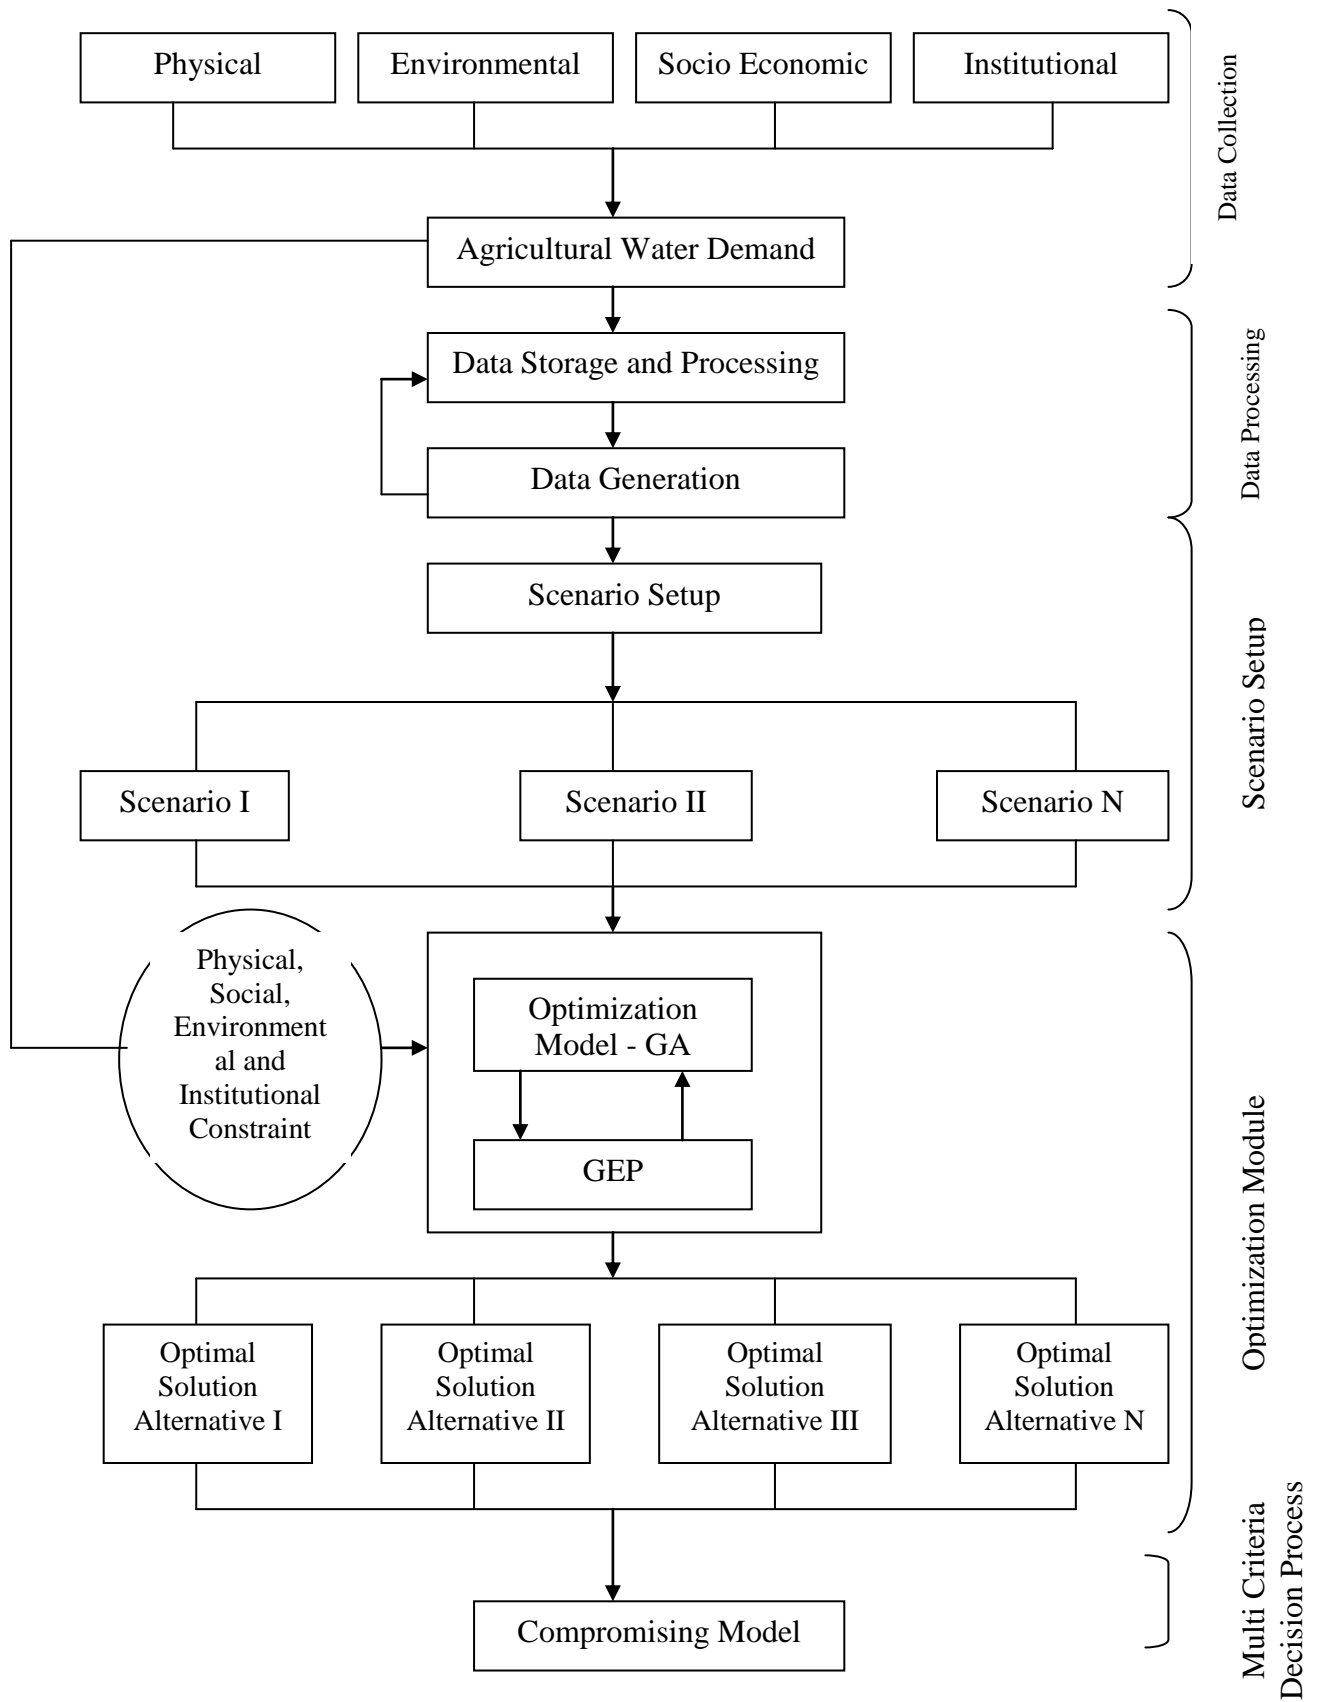 Physical
Environmental
Socio Economic
Institutional
Data Collection
Agricultural Water Demand
Data Storage and Processing
Data Processing
Data Generation
Scenario Setup
Scenario Setup
Scenario I
Scenario II
Scenario N
Physical,
Social,
Environment
al and
Institutional
Constraint
Optimization
Model - GA
GEP
Optimization Module
Optimal
Solution
Alternative I
Optimal
Solution
Alternative II
Optimal
Solution
Alternative III
Optimal
Solution
Alternative N
Multi Criteria
Decision Process
Compromising Model